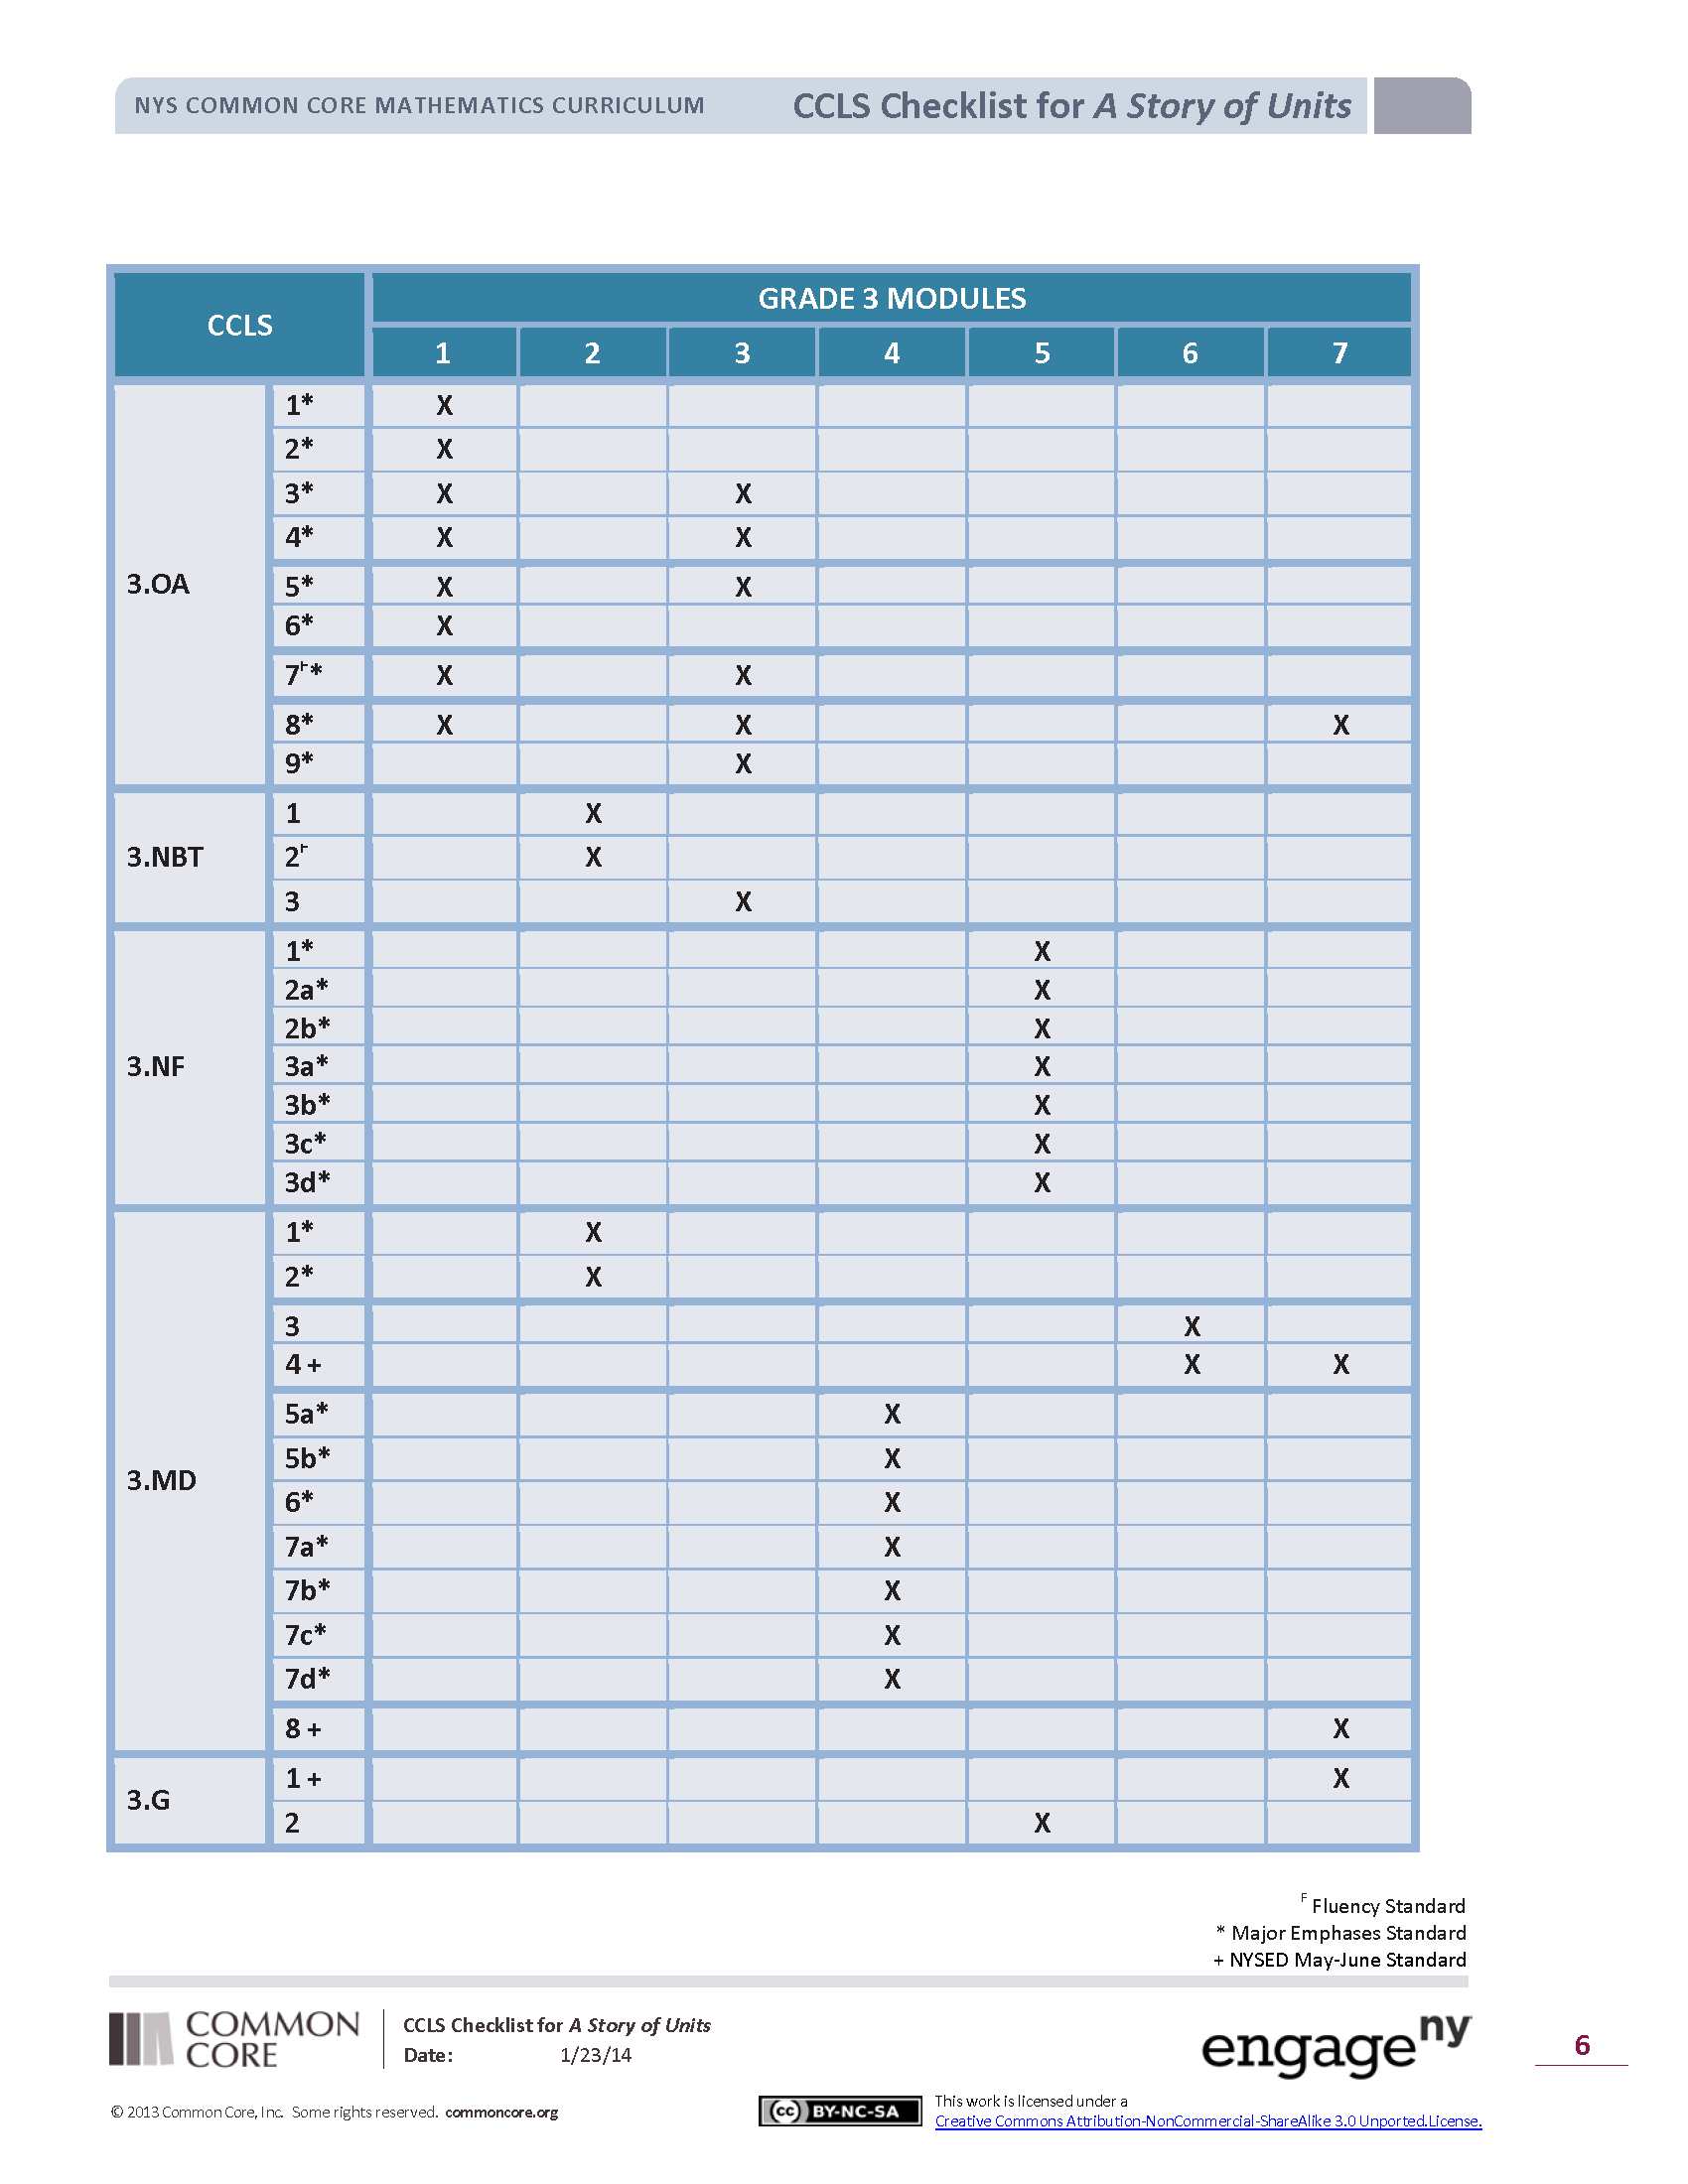 NYS COMMON CORE MATHEMATICS CURRICULUM CCLS Checklist for A Story of Units
CCLS GRADE 3 MODULES
1 2 3 4 5 6 7
3.OA
1* X
2* X
3* X X
4* X X
5* X X
6* X
7F* X X
8* X X X
9* X
3.NBT
1 X
2F X
3 X
3.NF
1* X
2a* X
2b* X
3a* X
3b* X
3c* X
3d* X
3.MD
1* X
2* X
3 X
4 + X X
5a* X
5b* X
6* X
7a* X
7b* X
7c* X
7d* X
8 + X
3.G
1 + X
2 X
F Fluency Standard
* Major Emphases Standard
+ NYSED May-June Standard
COMMON
CORE
CCLS Checklist for A Story of Units
Date: 1/23/14
engageny
6
© 2013 Common Core, Inc. Some rights reserved. commoncore.org
cc BY-NC-SA
This work is licensed under a
Creative Commons Attribution-NonCommercial-ShareAlike 3.0 Unported.License.